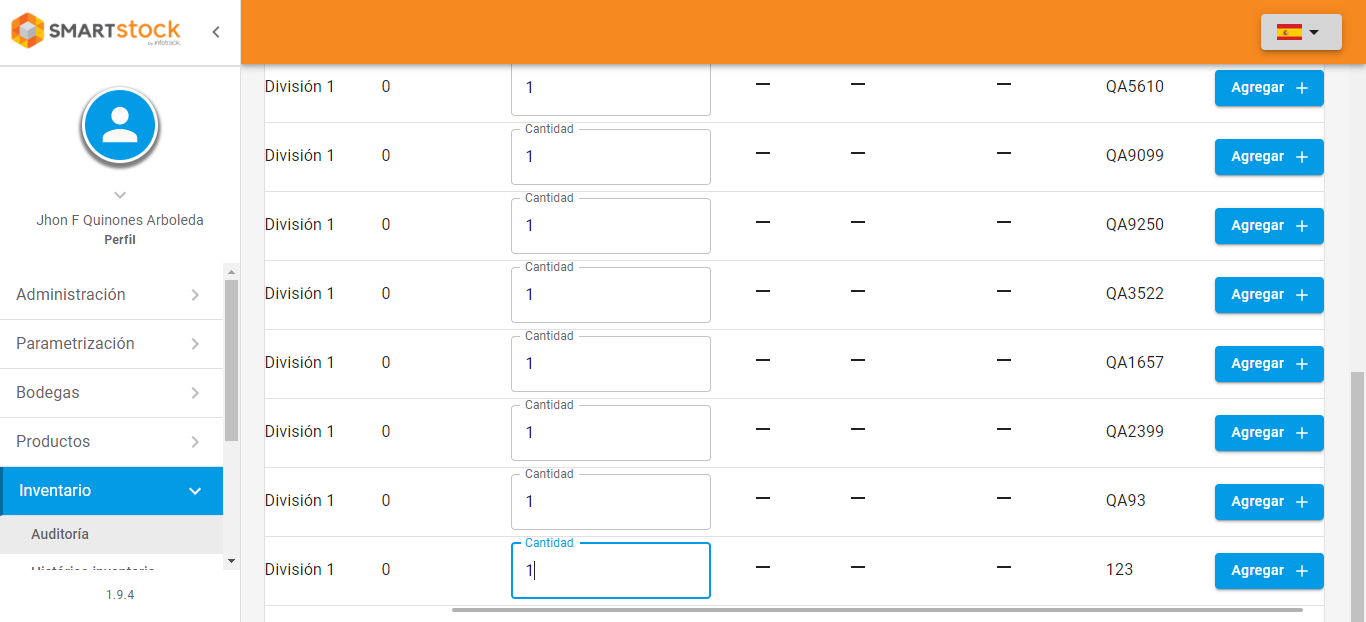 SMARTstock
by infotrack.
Jhon F Quinones Arboleda
Perfil
Administración
Parametrización
Bodegas
Productos
Inventario
Auditoría
Histórico inventario
1.9.4
División 1 0 1 — — — QA5610 Agregar +
Cantidad
División 1 0 1 — — — QA9099 Agregar +
Cantidad
División 1 0 1 — — — QA9250 Agregar +
Cantidad
División 1 0 1 — — — QA3522 Agregar +
Cantidad
División 1 0 1 — — — QA1657 Agregar +
Cantidad
División 1 0 1 — — — QA2399 Agregar +
Cantidad
División 1 0 1 — — — QA93 Agregar +
Cantidad
División 1 0 1 — — — 123 Agregar +